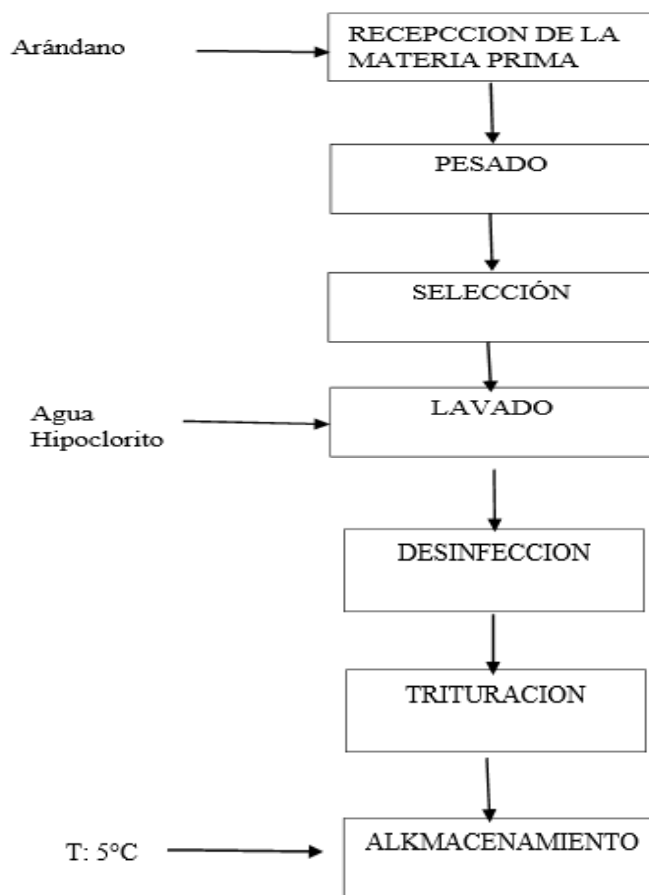 Arándano
RECEPCCION DE LA
MATERIA PRIMA
PESADO
SELECCIÓN
Agua
Hipoclorito
LAVADO
DESINFECCION
TRITURACION
T: 5°C
ALKMACENAMIENTO